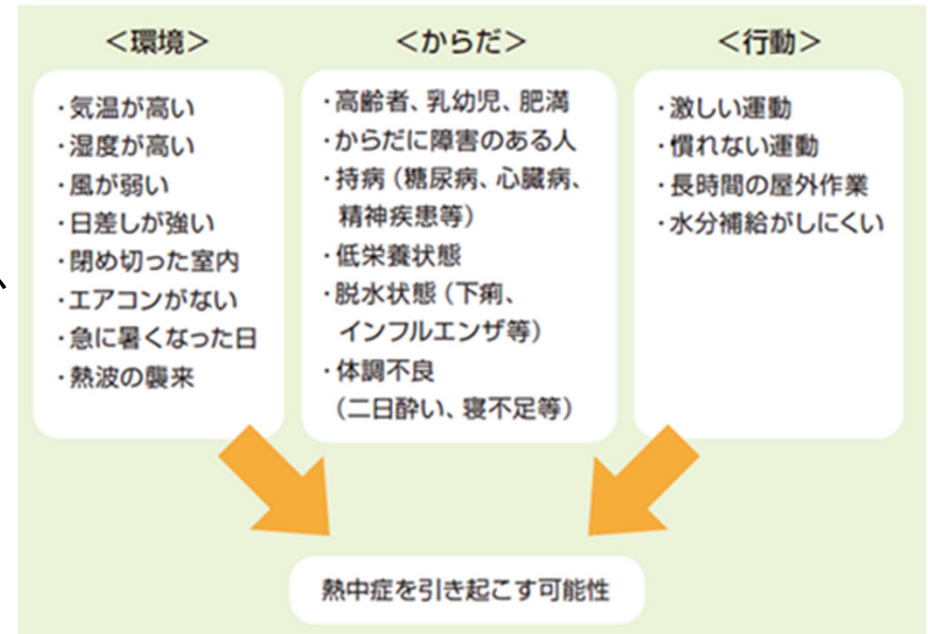 ＜環境＞
・気温が高い
・湿度が高い
・風が弱い
・日差しが強い
・閉め切った室内
・エアコンがない
・急に暑くなった日
・熱波の襲来
＜からだ＞
・高齢者、乳幼児、肥満
・からだに障害のある人
・持病（糖尿病、心臓病、
精神疾患等）
・低栄養状態
・脱水状態（下痢、
インフルエンザ等）
・体調不良
（二日酔い、寝不足等）
＜行動＞
・激しい運動
・慣れない運動
・長時間の屋外作業
・水分補給がしにくい
熱中症を引き起こす可能性